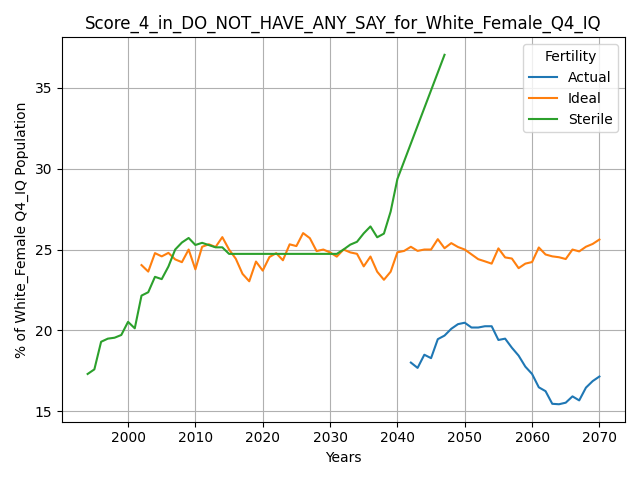 Score_4_in_DO_NOT_HAVE_ANY_SAY_for_White_Female_Q4_IQ
Fertility
Actual
Ideal
Sterile
% of White_Female Q4_IQ Population
35
30
25
20
15
2000
2010
2020
2030
2040
2050
2060
2070
Years